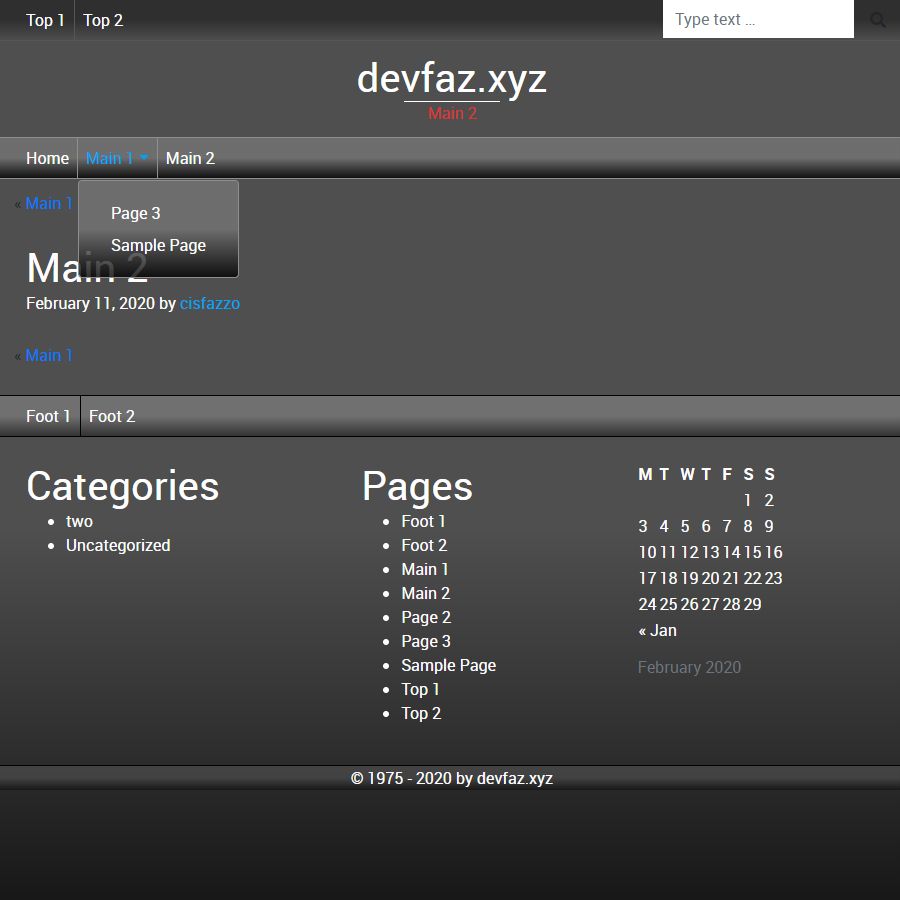 Top 1 Top 2 Type text ...
devfaz.xyz
Main 2
Home Main 1 Main 2
« Main 1
Page 3
Sample Page
Main 2
February 11, 2020 by cisfazzo
« Main 1
Foot 1 Foot 2
Categories
two
Uncategorized
Pages
Foot 1
Foot 2
Main 1
Main 2
Page 2
Page 3
Sample Page
Top 1
Top 2
M T W T F S S
1 2
3 4 5 6 7 8 9
10 11 12 13 14 15 16
17 18 19 20 21 22 23
24 25 26 27 28 29
« Jan
February 2020
© 1975 - 2020 by devfaz.xyz